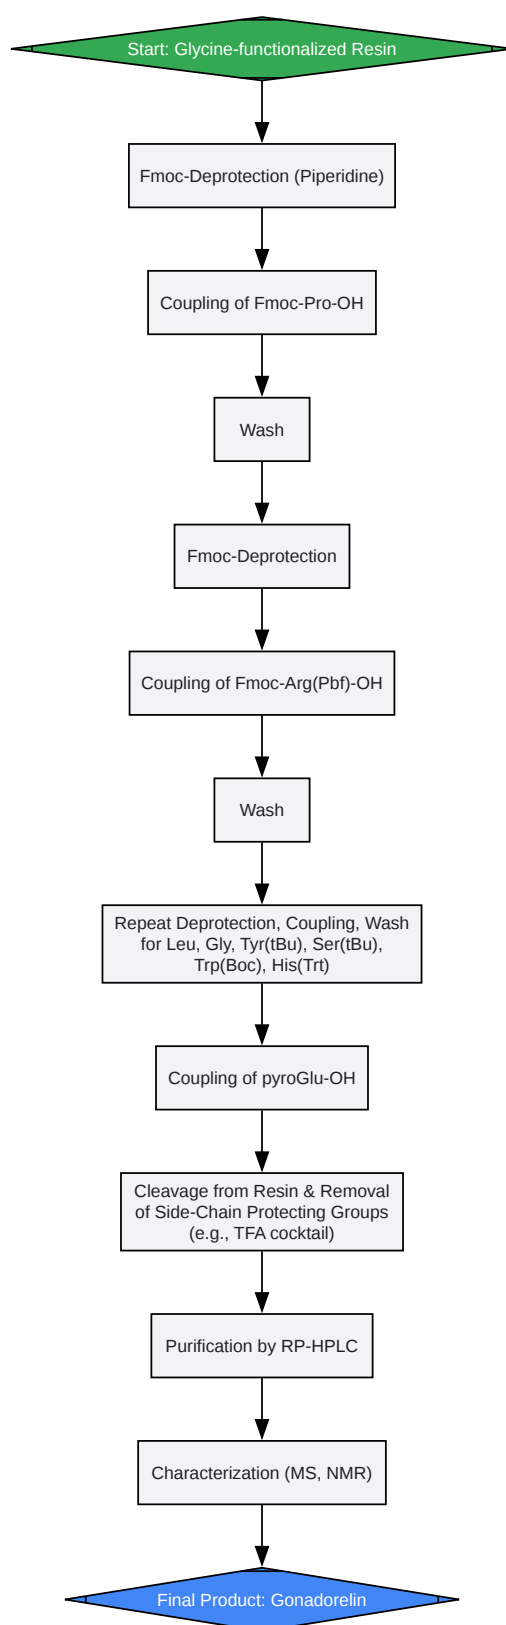 Start: Glycine-functionalized Resin
Fmoc-Deprotection (Piperidine)
Coupling of Fmoc-Pro-OH
Wash
Fmoc-Deprotection
Coupling of Fmoc-Arg(Pbf)-OH
Wash
Repeat Deprotection, Coupling, Wash
for Leu, Gly, Tyr(tBu), Ser(tBu),
Trp(Boc), His(Trt)
Coupling of pyroGlu-OH
Cleavage from Resin & Removal
of Side-Chain Protecting Groups
(e.g., TFA cocktail)
Purification by RP-HPLC
Characterization (MS, NMR)
Final Product: Gonadorelin